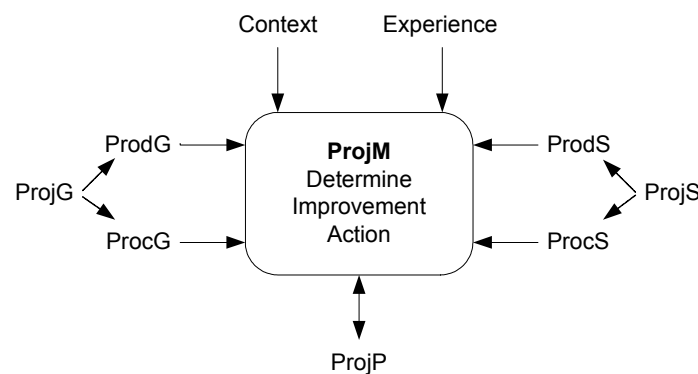 Context Experience
ProdG ProjM ProdS
Determine
ProjG Improvement ProjS
Action
ProcG ProcS
ProjP